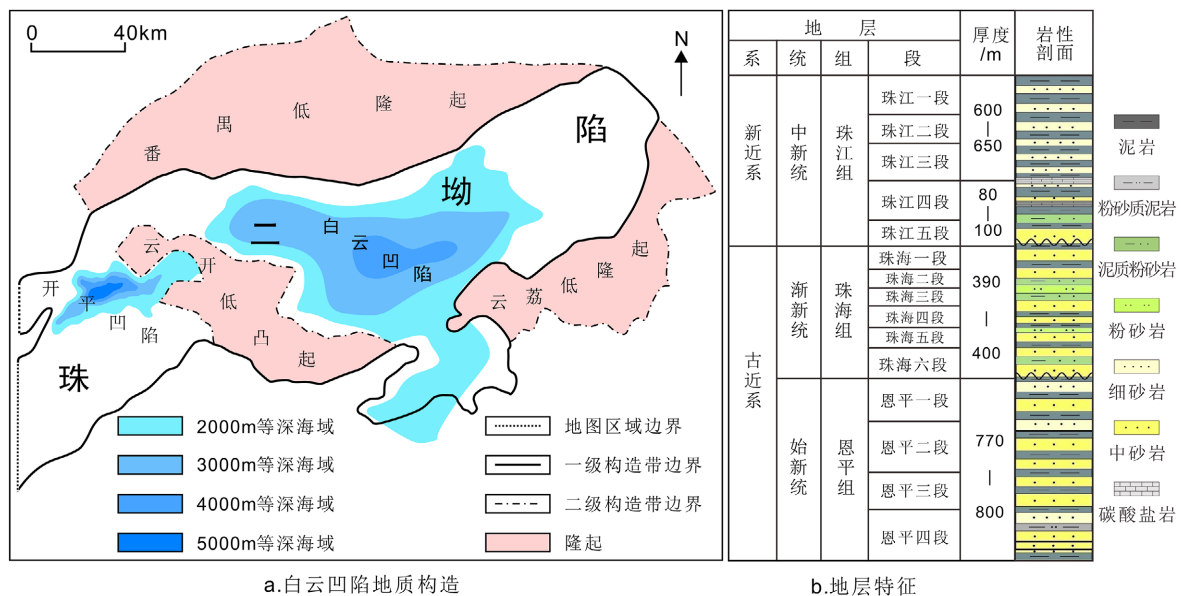 0 40km
N
番禺低隆起
陷
坳
二
珠
白云凹陷
云开低凸起
开平凹陷
云荔低隆起
2000m等深海域
3000m等深海域
4000m等深海域
5000m等深海域
地图区域边界
一级构造带边界
二级构造带边界
隆起
a.白云凹陷地质构造
地 层
厚度
/m
岩性
剖面
系
统
组
段
新近系
中新统
珠江组
珠江一段
珠江二段
珠江三段
600
|
650
珠江四段
珠江五段
80
|
100
古近系
渐新统
珠海组
珠海一段
珠海二段
珠海三段
珠海四段
珠海五段
珠海六段
390
|
400
始新统
恩平组
恩平一段
恩平二段
恩平三段
恩平四段
770
|
800
泥岩
粉砂质泥岩
泥质粉砂岩
粉砂岩
细砂岩
中砂岩
碳酸盐岩
b.地层特征